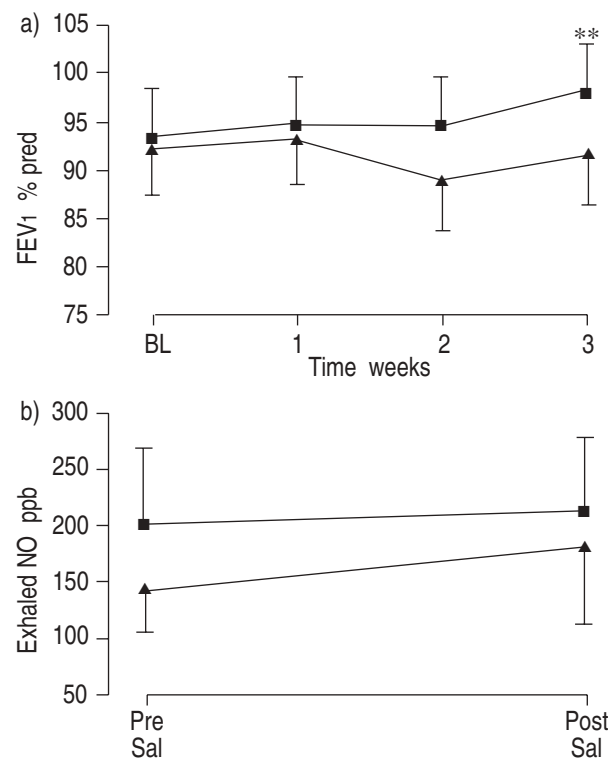 a)
105
100
95
90
85
80
75
FEV1 % pred
**
BL 1 2 3
Time weeks
b)
300
250
200
150
100
50
Exhaled NO ppb
Pre Post
Sal Sal